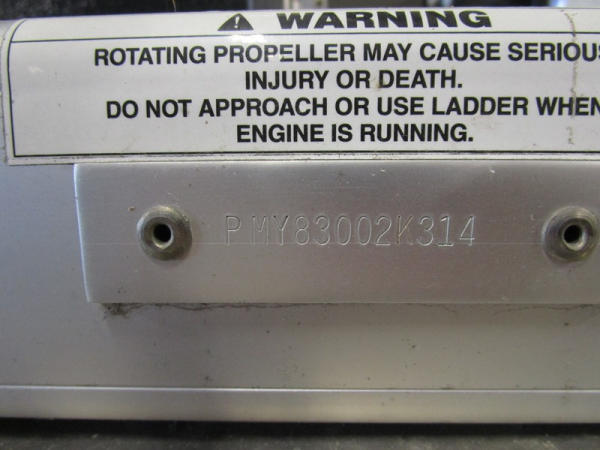 WARNING
ROTATING PROPELLER MAY CAUSE SERIOUS
INJURY OR DEATH.
DO NOT APPROACH OR USE LADDER WHEN
ENGINE IS RUNNING.
PMY83002K314